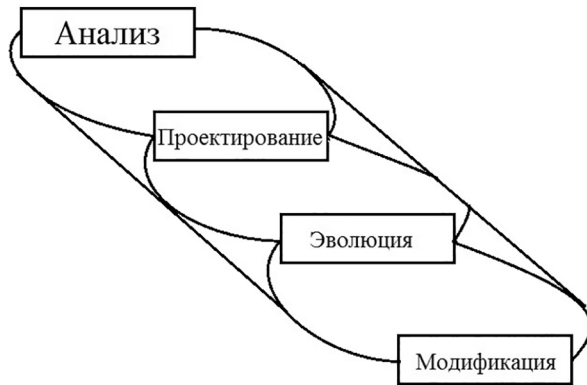 Анализ
Проектирование
Эволюция
Модификация